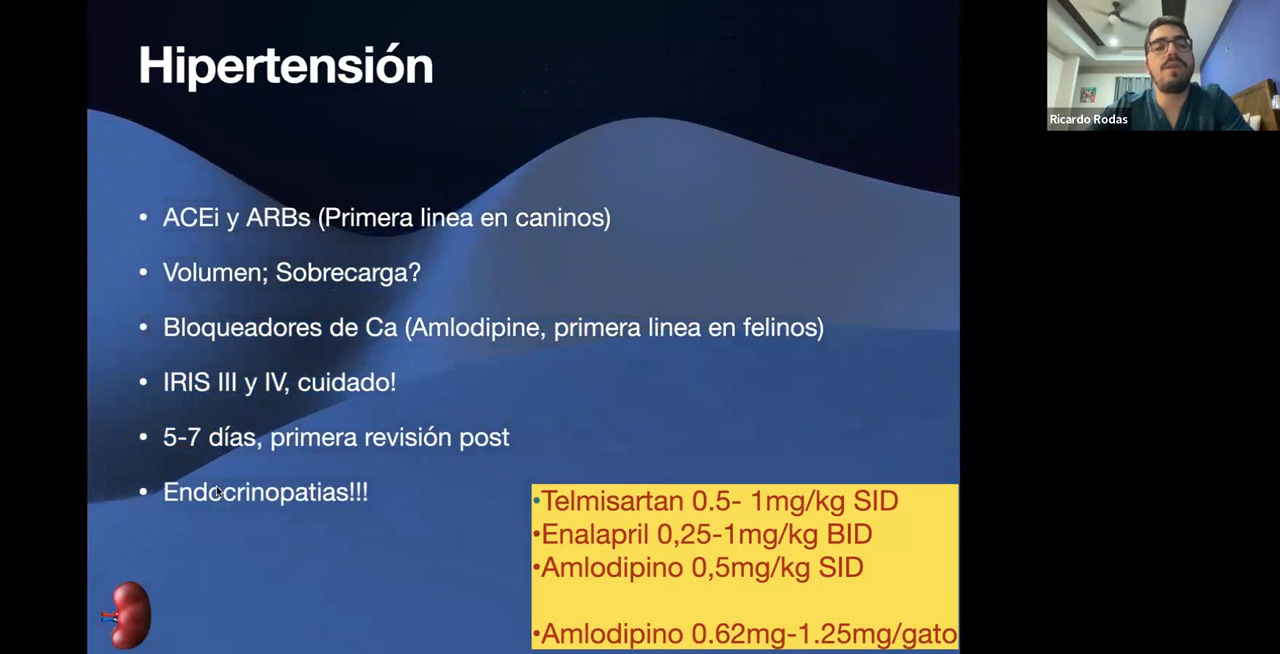 Hipertensión
• ACEi y ARBs (Primera linea en caninos)
• Volumen; Sobrecarga?
• Bloqueadores de Ca (Amlodipine, primera linea en felinos)
• IRIS III y IV, cuidado!
• 5-7 días, primera revisión post
• Endocrinopatias!!!
•Telmisartan 0.5- 1mg/kg SID
•Enalapril 0,25-1mg/kg BID
•Amlodipino 0,5mg/kg SID
•Amlodipino 0.62mg-1.25mg/gato
Ricardo Rodas